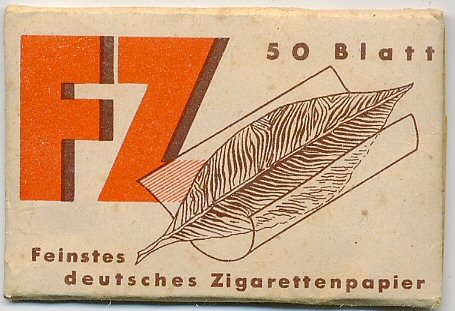 FZ
50 Blatt
Feinstes
deutsches Zigarettenpapier